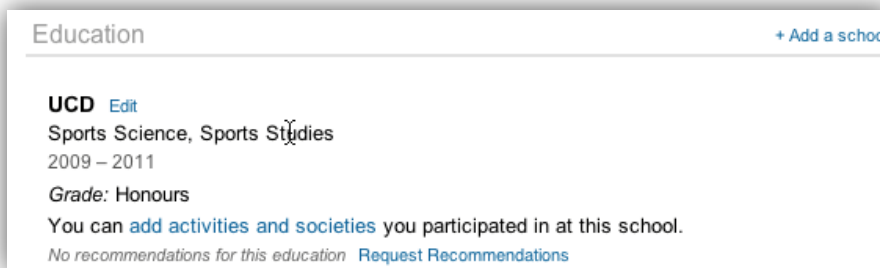 Education
+ Add a schoo
UCD Edit
Sports Science, Sports Studies
2009 – 2011
Grade: Honours
You can add activities and societies you participated in at this school.
No recommendations for this education Request Recommendations